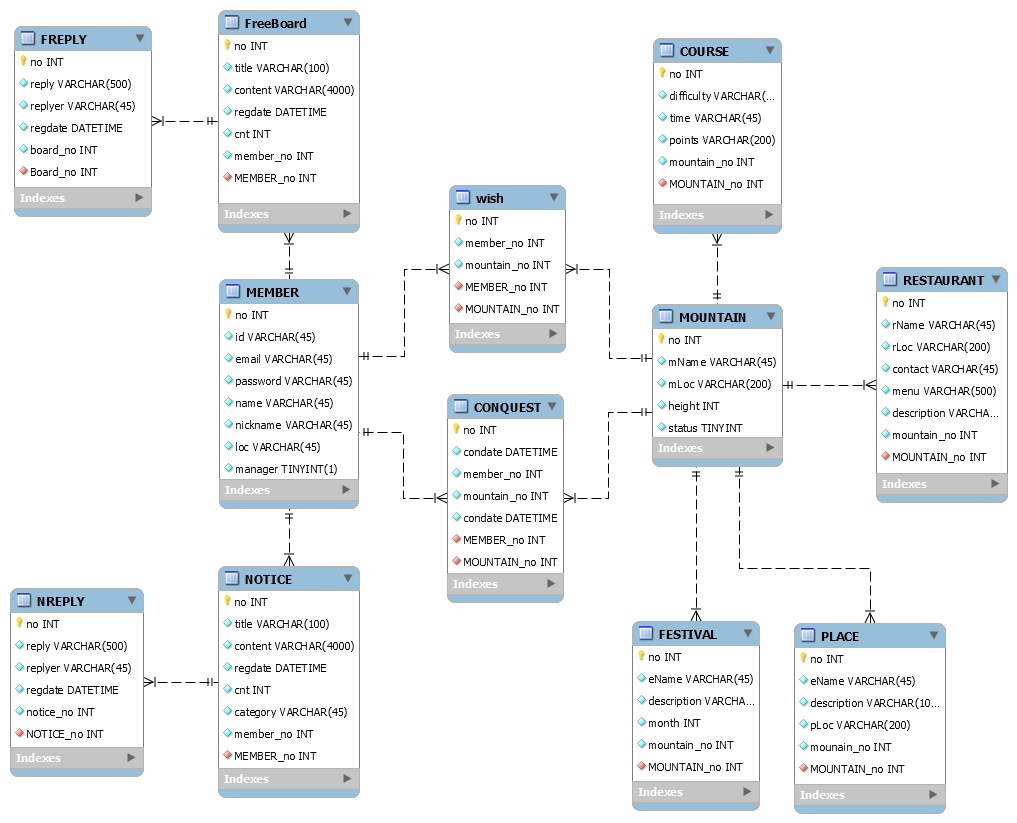 FREPLY
no INT
reply VARCHAR(500)
replyer VARCHAR(45)
regdate DATETIME
board_no INT
Board_no INT
Indexes
FreeBoard
no INT
title VARCHAR(100)
content VARCHAR(4000)
regdate DATETIME
cnt INT
member_no INT
MEMBER_no INT
Indexes
COURSE
no INT
difficulty VARCHAR(...
time VARCHAR(45)
points VARCHAR(200)
mountain_no INT
MOUNTAIN_no INT
Indexes
wish
no INT
member_no INT
mountain_no INT
MEMBER_no INT
MOUNTAIN_no INT
Indexes
MEMBER
no INT
id VARCHAR(45)
email VARCHAR(45)
password VARCHAR(45)
name VARCHAR(45)
nickname VARCHAR(45)
loc VARCHAR(45)
manager TINYINT(1)
Indexes
MOUNTAIN
no INT
mName VARCHAR(45)
mLoc VARCHAR(200)
height INT
status TINYINT
Indexes
RESTAURANT
no INT
rName VARCHAR(45)
rLoc VARCHAR(200)
contact VARCHAR(45)
menu VARCHAR(500)
description VARCHA...
mountain_no INT
MOUNTAIN_no INT
Indexes
CONQUEST
no INT
condate DATETIME
member_no INT
mountain_no INT
condate DATETIME
MEMBER_no INT
MOUNTAIN_no INT
Indexes
NREPLY
no INT
reply VARCHAR(500)
replyer VARCHAR(45)
regdate DATETIME
notice_no INT
NOTICE_no INT
Indexes
NOTICE
no INT
title VARCHAR(100)
content VARCHAR(4000)
regdate DATETIME
cnt INT
category VARCHAR(45)
member_no INT
MEMBER_no INT
Indexes
FESTIVAL
no INT
eName VARCHAR(45)
description VARCHA...
month INT
mountain_no INT
MOUNTAIN_no INT
Indexes
PLACE
no INT
eName VARCHAR(45)
description VARCHAR(10...
pLoc VARCHAR(200)
mounain_no INT
MOUNTAIN_no INT
Indexes